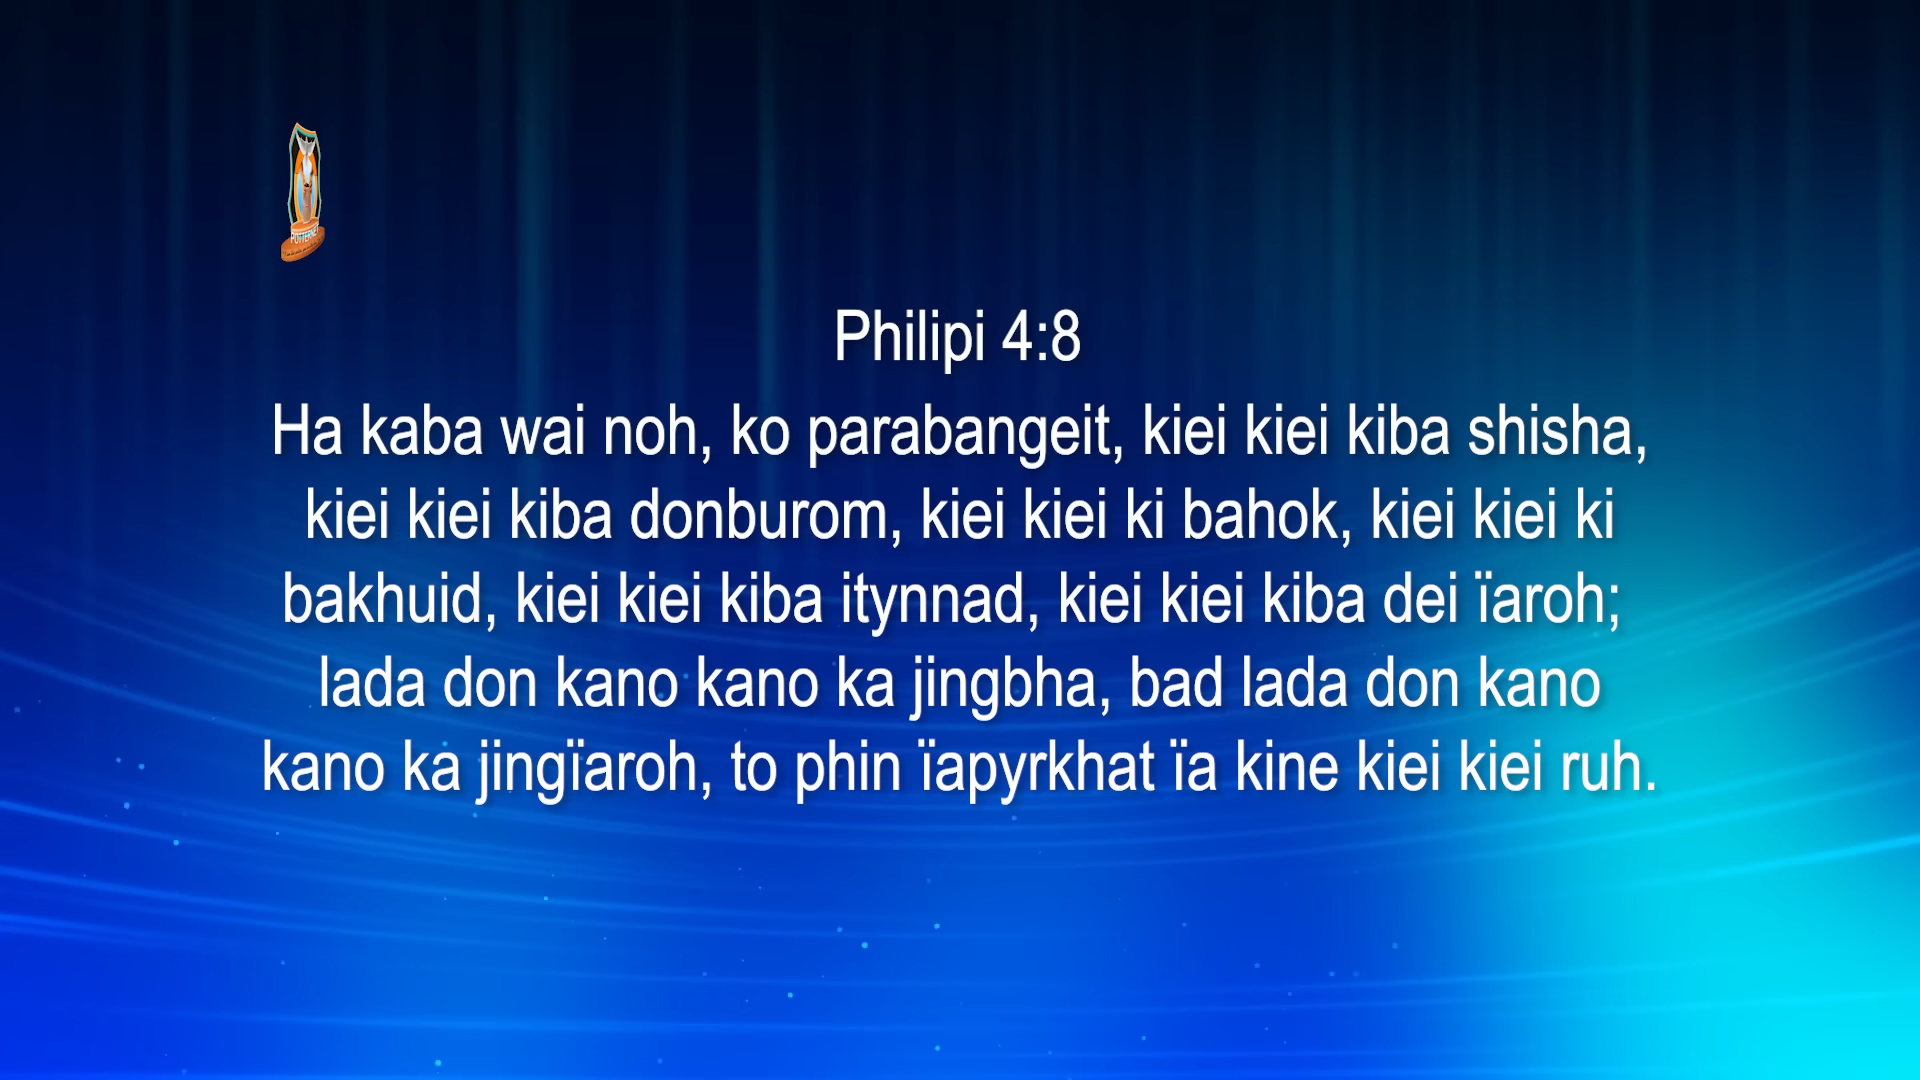 POTTERNET
Philipi 4:8
Ha kaba wai noh, ko parabangeit, kiei kiei kiba shisha,
kiei kiei kiba donburom, kiei kiei ki bahok, kiei kiei ki
bakhuid, kiei kiei kiba itynnad, kiei kiei kiba dei ïaroh;
lada don kano kano ka jingbha, bad lada don kano
kano ka jingïaroh, to phin ïapyrkhat ïa kine kiei kiei ruh.